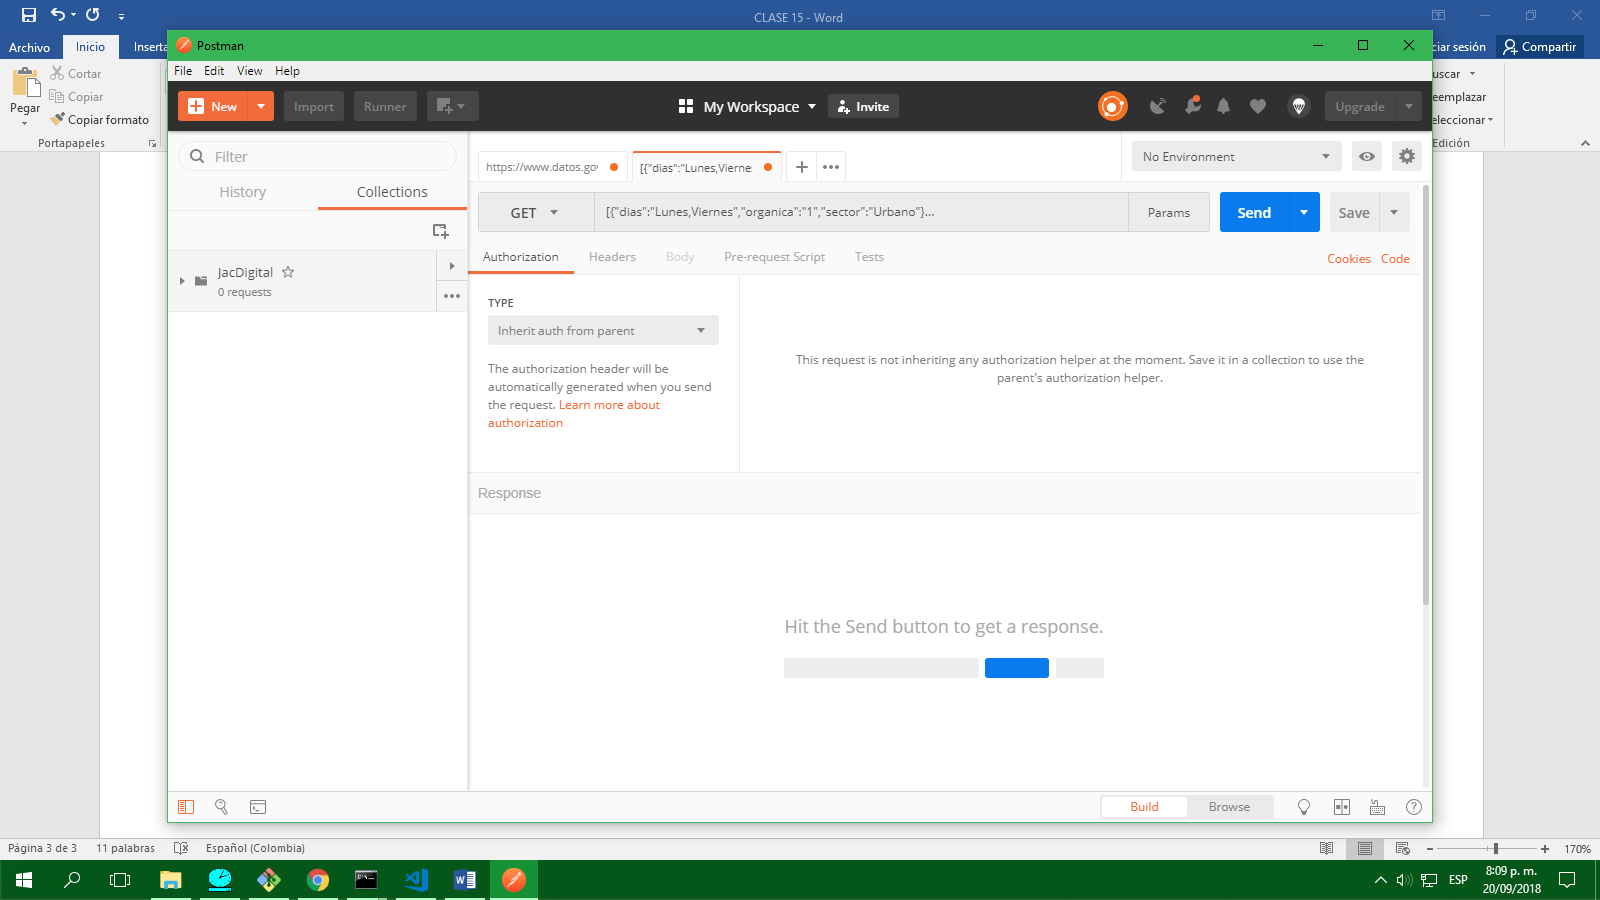 CLASE 15 - Word
Archivo
Inicio
Inserta
ciar sesión
Compartir
Pegar
Cortar
Copiar
Copiar formato
Portapapeles
uscar
eemplazar
eleccionar
Edición
Postman
File
Edit
View
Help
New
Import
Runner
My Workspace
Invite
Upgrade
Filter
History
Collections
JacDigital
0 requests
https://www.datos.go
[{"dias":"Lunes,Vierne
No Environment
GET
[{"dias":"Lunes,Viernes","organica":"1","sector":"Urbano"}...
Params
Send
Save
Authorization
Headers
Body
Pre-request Script
Tests
Cookies
Code
TYPE
Inherit auth from parent
The authorization header will be
automatically generated when you send
the request. Learn more about
authorization
This request is not inheriting any authorization helper at the moment. Save it in a collection to use the
parent's authorization helper.
Response
Hit the Send button to get a response.
Build
Browse
Página 3 de 3
11 palabras
Español (Colombia)
170%
ESP
8:09 p. m.
20/09/2018